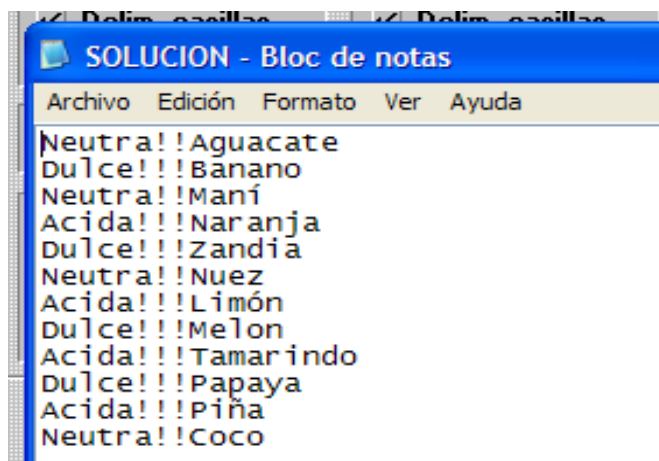 SOLUCION - Bloc de notas
Archivo Edición Formato Ver Ayuda
Neutra!!Aguacate
Dulce!!!Banano
Neutra!!Maní
Acida!!!Naranja
Dulce!!!Zandia
Neutra!!Nuez
Acida!!!Limón
Dulce!!!Melon
Acida!!!Tamarindo
Dulce!!!Papaya
Acida!!!Piña
Neutra!!Coco